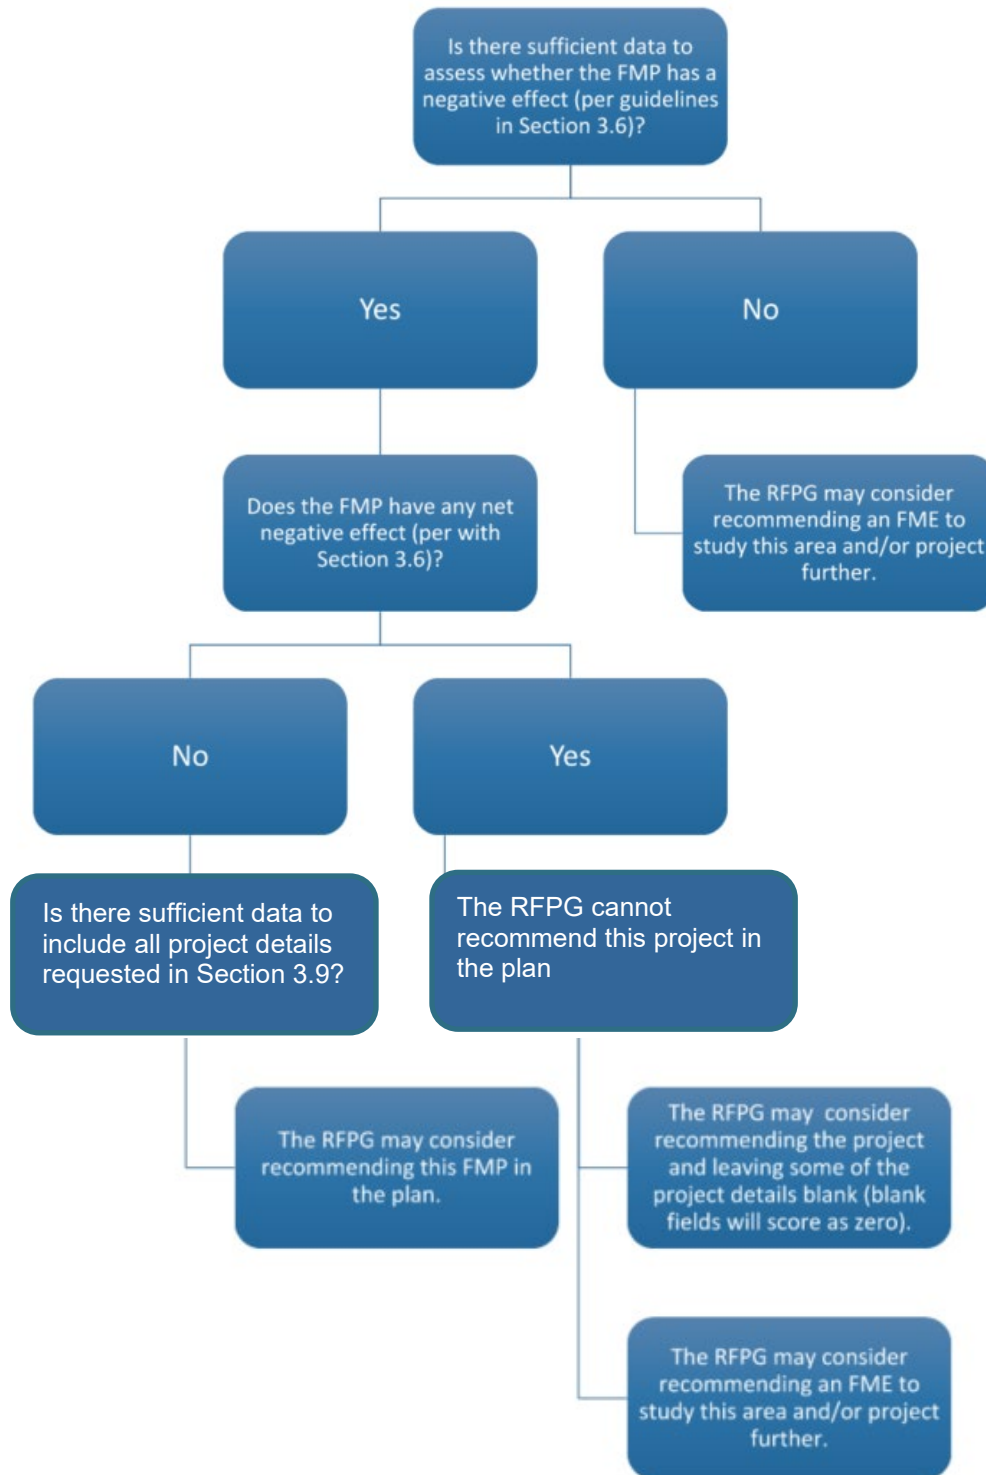 Is there sufficient data to
assess whether the FMP has a
negative effect (per guidelines
in Section 3.6)?
Yes
No
Does the FMP have any net
negative effect (per with
Section 3.6)?
The RFPG may consider
recommending an FME to
study this area and/or project
further.
No
Yes
Is there sufficient data to
include all project details
requested in Section 3.9?
The RFPG cannot
recommend this project in
the plan
The RFPG may consider
recommending this FMP in
the plan.
The RFPG may consider
recommending the project
and leaving some of the
project details blank (blank
fields will score as zero).
The RFPG may consider
recommending an FME to
study this area and/or project
further.